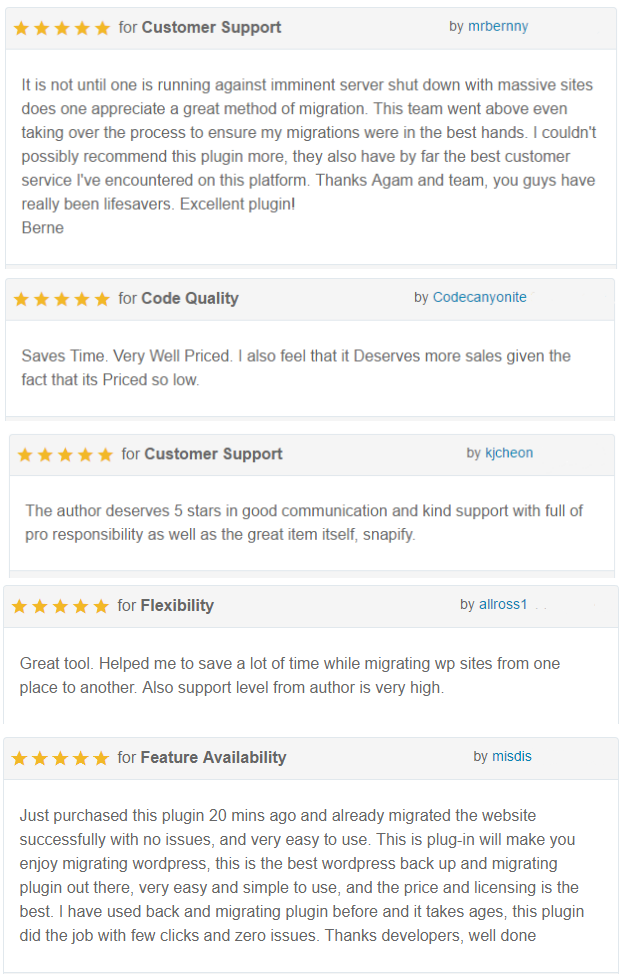 for Customer Support by mrbernny
It is not until one is running against imminent server shut down with massive sites
does one appreciate a great method of migration. This team went above even
taking over the process to ensure my migrations were in the best hands. I couldn't
possibly recommend this plugin more, they also have by far the best customer
service I've encountered on this platform. Thanks Agam and team, you guys have
really been lifesavers. Excellent plugin!
Berne
for Code Quality by Codecanyonite
Saves Time. Very Well Priced. I also feel that it Deserves more sales given the
fact that its Priced so low.
for Customer Support by kjcheon
The author deserves 5 stars in good communication and kind support with full of
pro responsibility as well as the great item itself, snapify.
for Flexibility by allross1
Great tool. Helped me to save a lot of time while migrating wp sites from one
place to another. Also support level from author is very high.
for Feature Availability by misdis
Just purchased this plugin 20 mins ago and already migrated the website
successfully with no issues, and very easy to use. This is plug-in will make you
enjoy migrating wordpress, this is the best wordpress back up and migrating
plugin out there, very easy and simple to use, and the price and licensing is the
best. I have used back and migrating plugin before and it takes ages, this plugin
did the job with few clicks and zero issues. Thanks developers, well done